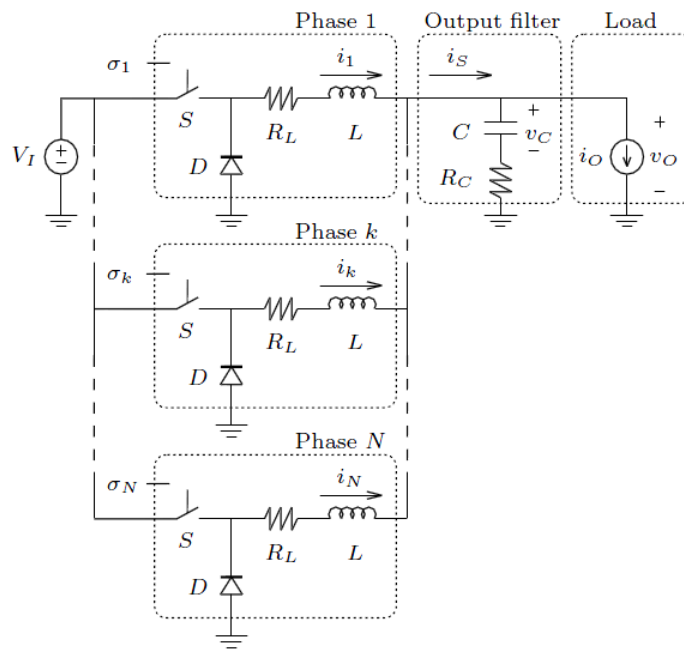 Phase 1 Output filter Load
σ1 i1 iS
S RL L C + vC − +
VI + − D RC iO vO −
Phase k
σk ik
S RL L
D
Phase N
σN iN
S RL L
D